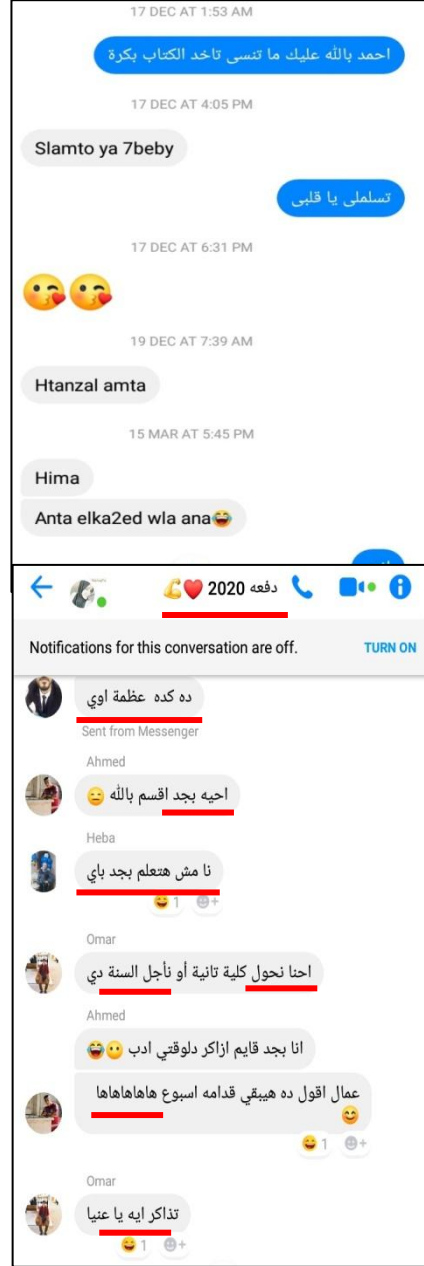 17 DEC AT 1:53 AM
احمد بالله عليك ما تنسى تاخد الكتاب بكرة
17 DEC AT 4:05 PM
Slamto ya 7beby
تسلملى يا قلبى
17 DEC AT 6:31 PM
😘😘
19 DEC AT 7:39 AM
Htanzal amta
15 MAR AT 5:45 PM
Hima
Anta elka2ed wla ana😂
دفعه 2020 ❤️💪
Notifications for this conversation are off.
TURN ON
ده كده عظمة اوي
Sent from Messenger
Ahmed
احيه بجد اقسم بالله 😑
Heba
نا مش هتعلم بجد باي
😆 1
Omar
احنا نحول كلية تانية أو نأجل السنة دي
Ahmed
انا بجد قايم ازاكر دلوقتي ادب 😶😂
عمال اقول ده هيبقي قدامه اسبوع هاهاهاهاها
😊
😆 1
Omar
تذاكر ايه يا عنيا
😆 1